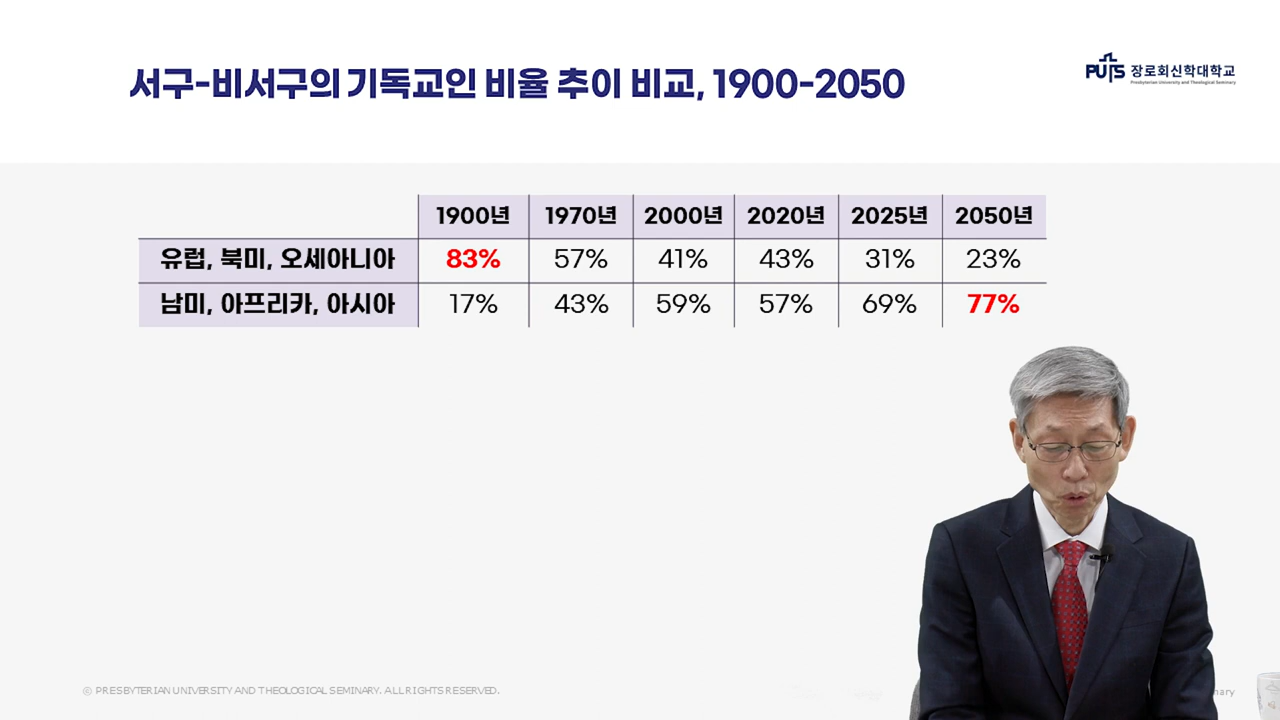 서구-비서구의 기독교인 비율 추이 비교, 1900-2050
PUTS 장로회신학대학교
Presbyterian University and Theological Seminary
1900년 1970년 2000년 2020년 2025년 2050년
유럽, 북미, 오세아니아 83% 57% 41% 43% 31% 23%
남미, 아프리카, 아시아 17% 43% 59% 57% 69% 77%
© PRESBYTERIAN UNIVERSITY AND THEOLOGICAL SEMINARY. ALL RIGHTS RESERVED.